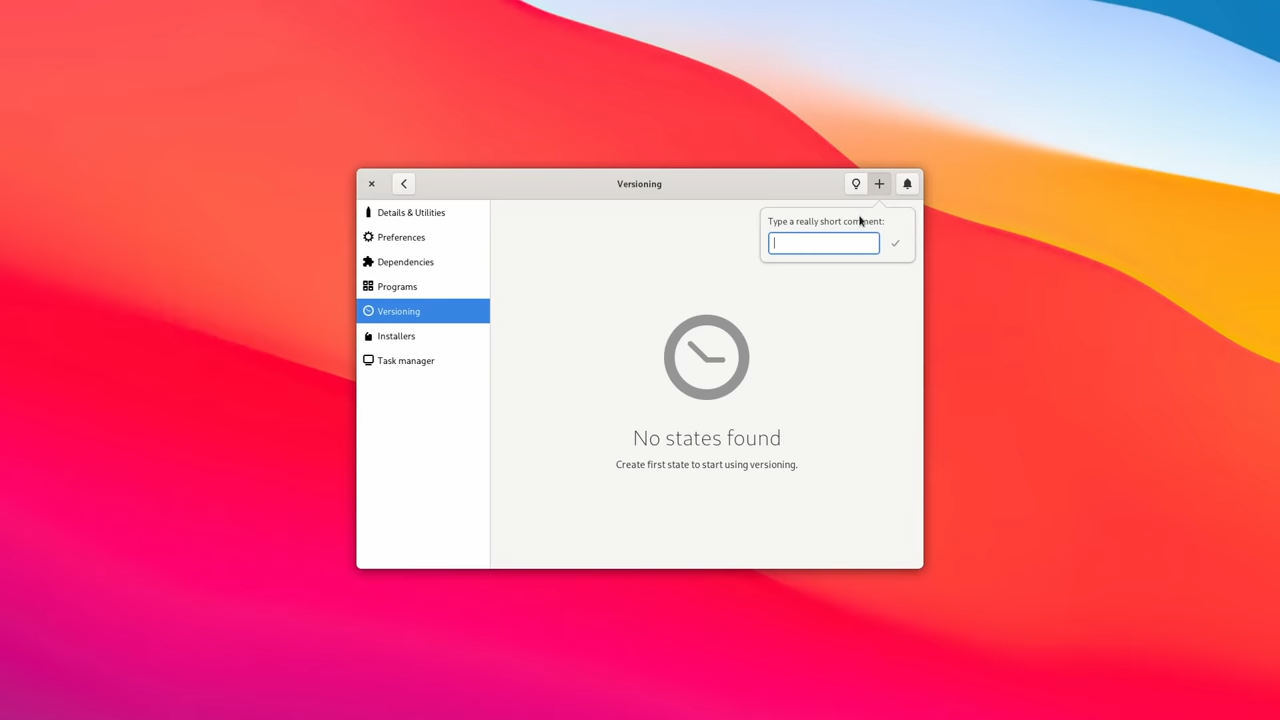 Versioning
Details & Utilities
Preferences
Dependencies
Programs
Versioning
Installers
Task manager
Type a really short comment:
No states found
Create first state to start using versioning.